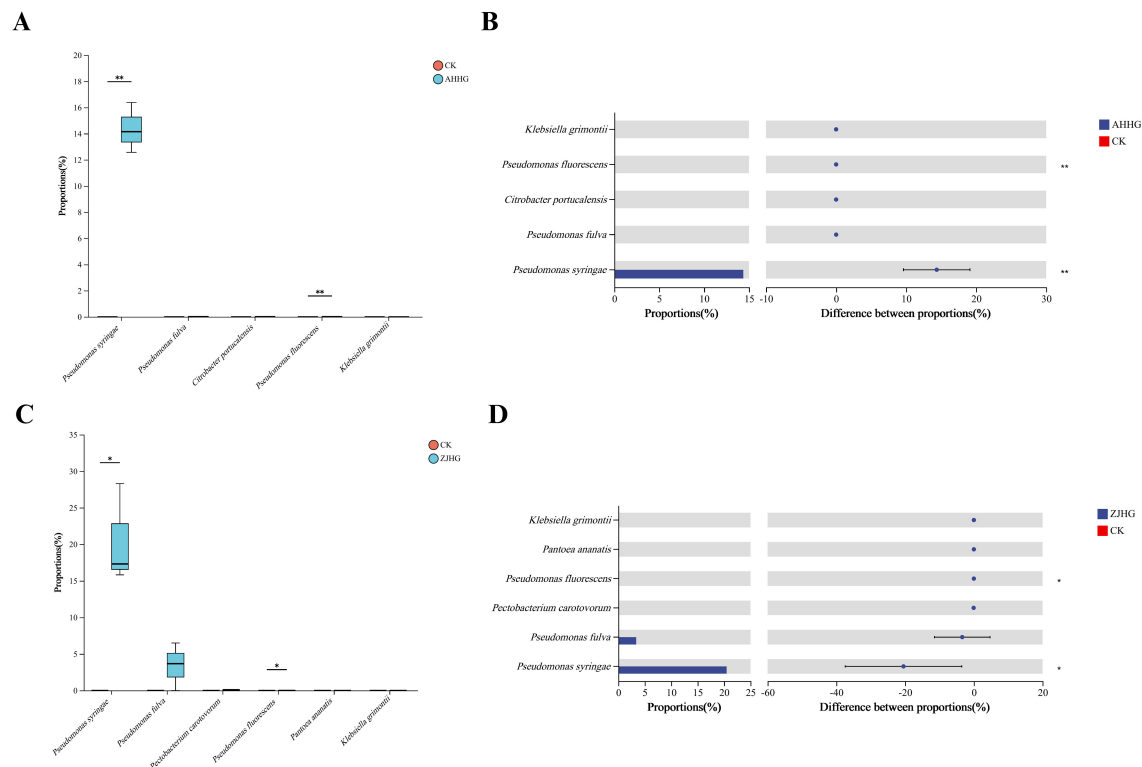 A
20
18
16
14
12
10
8
6
4
2
0
Proportions(%)
**
**
CK
AHHG
Pseudomonas syringae
Pseudomonas fulva
Citrobacter portucalensis
Pseudomonas fluorescens
Klebsiella grimontii
B
Klebsiella grimontii
Pseudomonas fluorescens
**
Citrobacter portucalensis
Pseudomonas fulva
Pseudomonas syringae
**
0 5 10 15 -10 0 10 20 30
Proportions(%) Difference between proportions(%)
AHHG
CK
C
35
30
25
20
15
10
5
0
Proportions(%)
*
*
CK
ZJHG
Pseudomonas syringae
Pseudomonas fulva
Pectobacterium carotovorum
Pseudomonas fluorescens
Pantoea ananatis
Klebsiella grimontii
D
Klebsiella grimontii
Pantoea ananatis
Pseudomonas fluorescens
*
Pectobacterium carotovorum
Pseudomonas fulva
Pseudomonas syringae
*
0 5 10 15 20 25 -60 -40 -20 0 20
Proportions(%) Difference between proportions(%)
ZJHG
CK